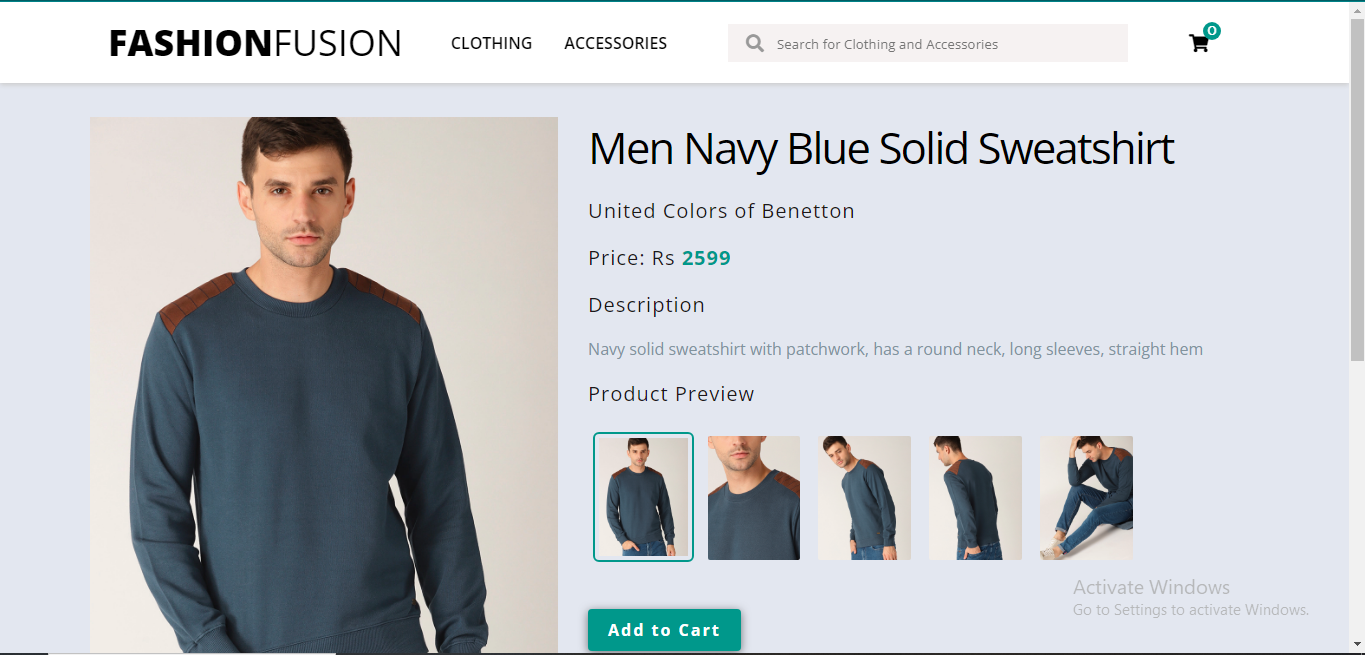 FASHIONFUSION
CLOTHING
ACCESSORIES
Search for Clothing and Accessories
0
Men Navy Blue Solid Sweatshirt
United Colors of Benetton
Price: Rs 2599
Description
Navy solid sweatshirt with patchwork, has a round neck, long sleeves, straight hem
Product Preview
Add to Cart
Activate Windows
Go to Settings to activate Windows.